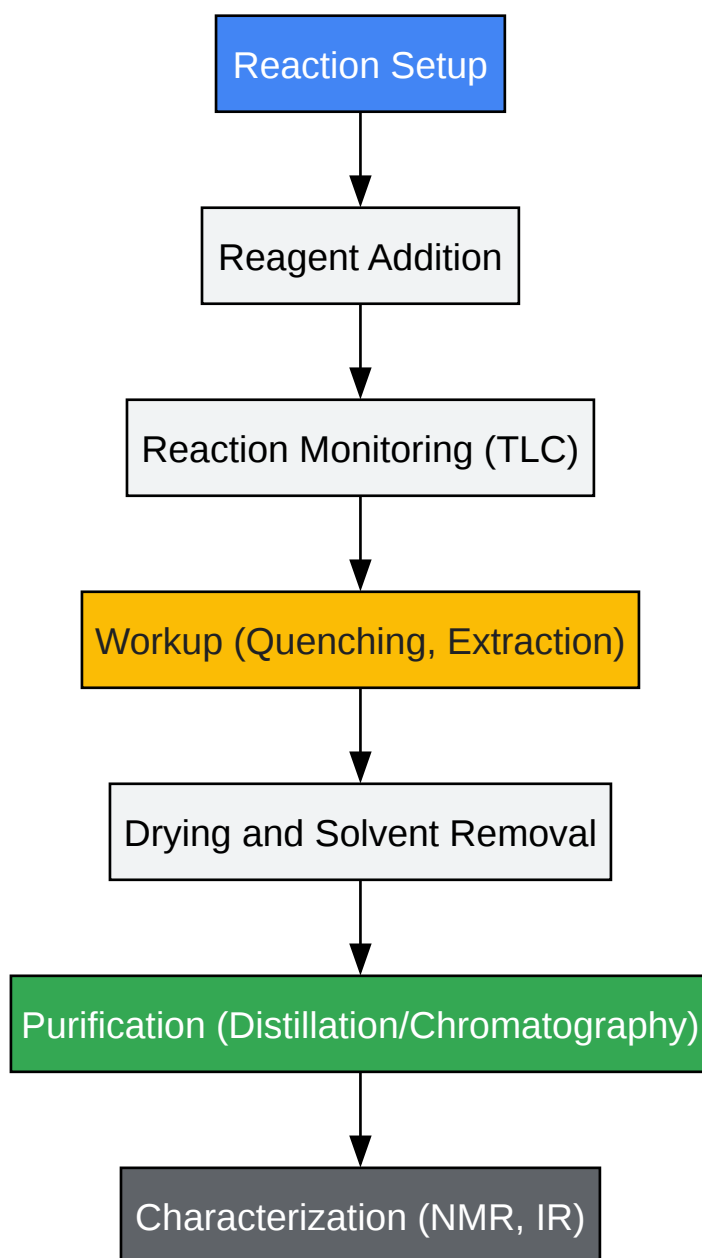 Reaction Setup
Reagent Addition
Reaction Monitoring (TLC)
Workup (Quenching, Extraction)
Drying and Solvent Removal
Purification (Distillation/Chromatography)
Characterization (NMR, IR)